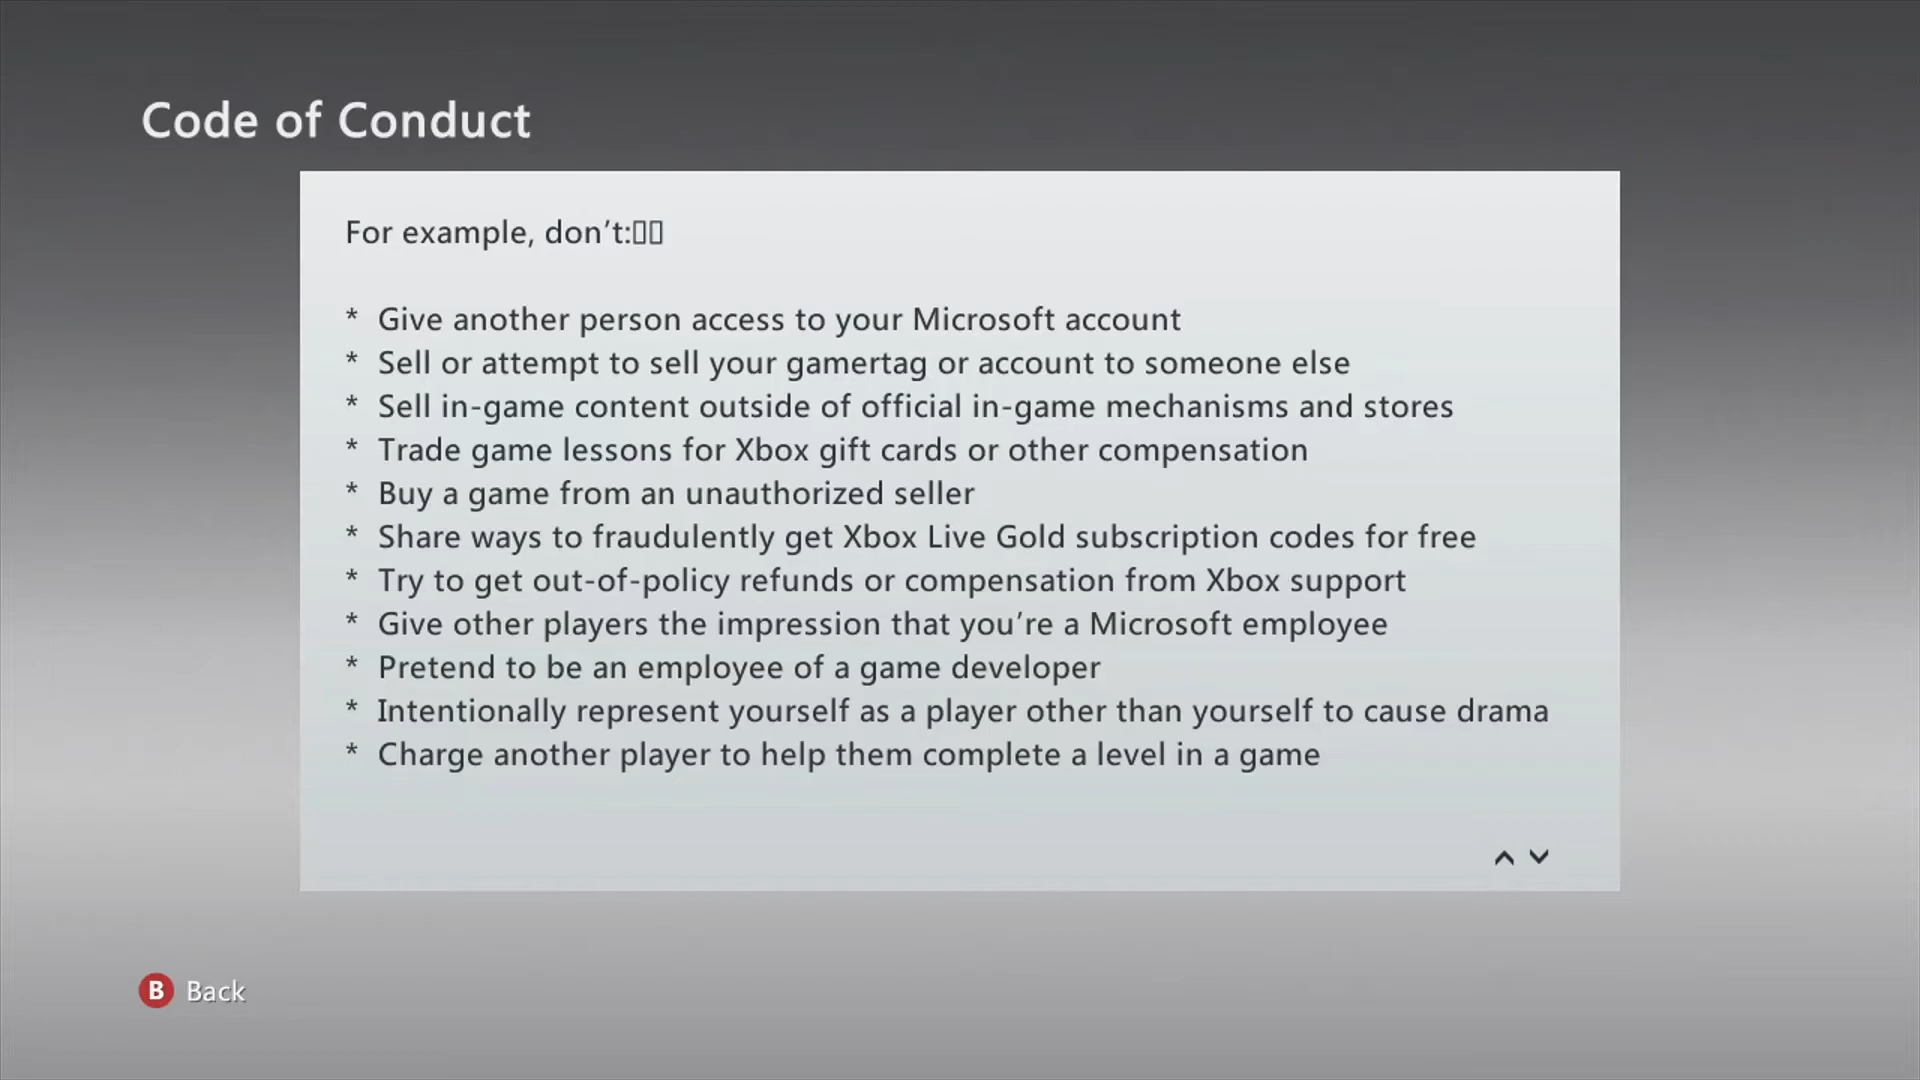 Code of Conduct
For example, don’t:▯▯
* Give another person access to your Microsoft account
* Sell or attempt to sell your gamertag or account to someone else
* Sell in-game content outside of official in-game mechanisms and stores
* Trade game lessons for Xbox gift cards or other compensation
* Buy a game from an unauthorized seller
* Share ways to fraudulently get Xbox Live Gold subscription codes for free
* Try to get out-of-policy refunds or compensation from Xbox support
* Give other players the impression that you’re a Microsoft employee
* Pretend to be an employee of a game developer
* Intentionally represent yourself as a player other than yourself to cause drama
* Charge another player to help them complete a level in a game
B Back